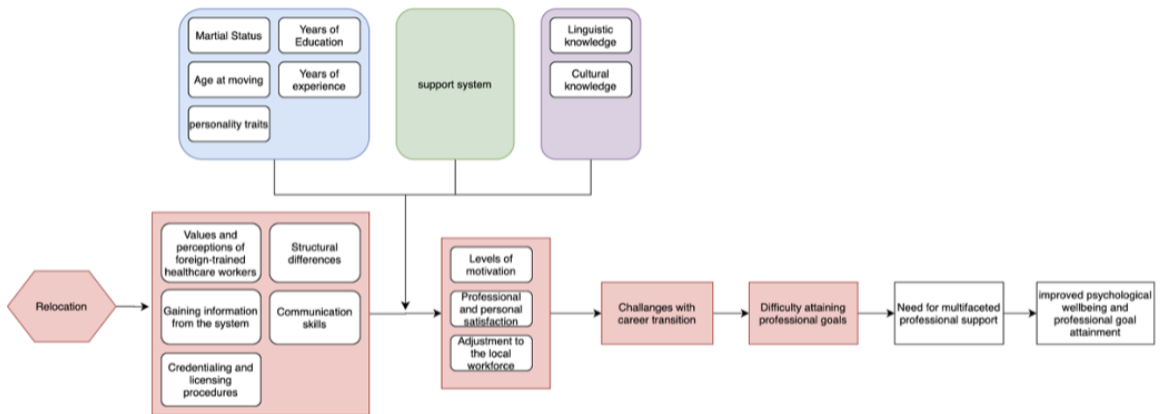 Martial Status
Years of
Education
Age at moving
Years of
experience
personality traits
support system
Linguistic
knowledge
Cultural
knowledge
Relocation
Values and
perceptions of
foreign-trained
healthcare workers
Structural
differences
Gaining information
from the system
Communication
skills
Credentialing and
licensing
procedures
Levels of
motivation
Professional
and personal
satisfaction
Adjustment to
the local
workforce
Challanges with
career transition
Difficulty attaining
professional goals
Need for multifaceted
professional support
improved psychological
wellbeing and
professional goal
attainment